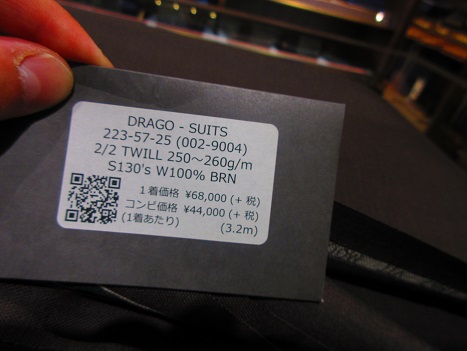 DRAGO - SUITS
223-57-25 (002-9004)
2/2 TWILL 250～260g/m
S130's W100% BRN
1着価格 ¥68,000 (+ 税)
コンビ価格 ¥44,000 (+ 税)
(1着あたり) (3.2m)